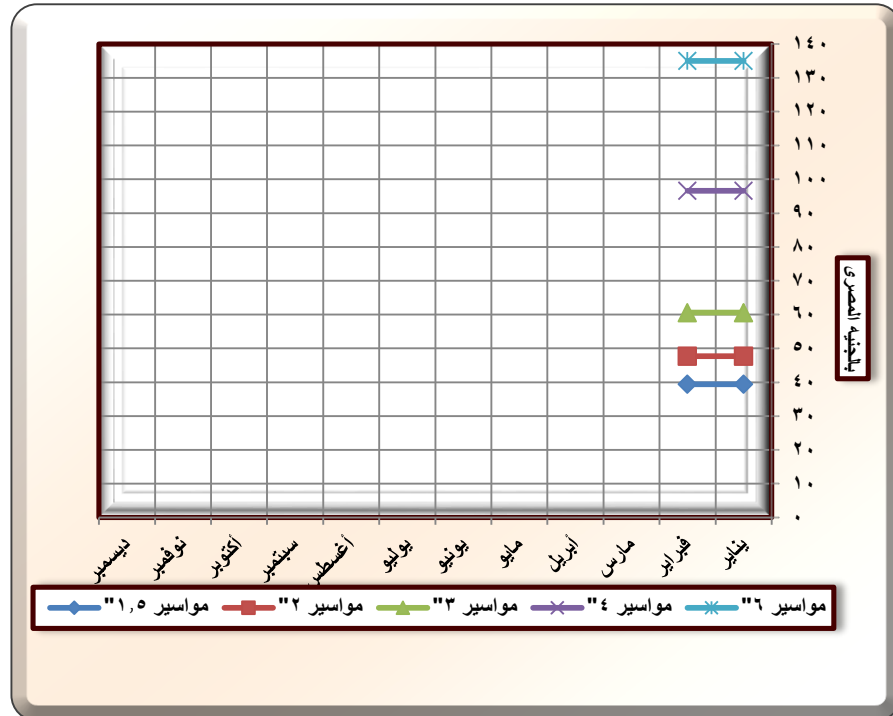 ١٤٠
١٣٠
١٢٠
١١٠
١٠٠
٩٠
٨٠
٧٠
٦٠
٥٠
٤٠
٣٠
٢٠
١٠
٠
بالجنيه المصرى
يناير
فبراير
مارس
أبريل
مايو
يونيو
يوليو
أغسطس
سبتمبر
أكتوبر
نوفمبر
ديسمبر
مواسير ١,٥" مواسير ٢" مواسير ٣" مواسير ٤" مواسير ٦"